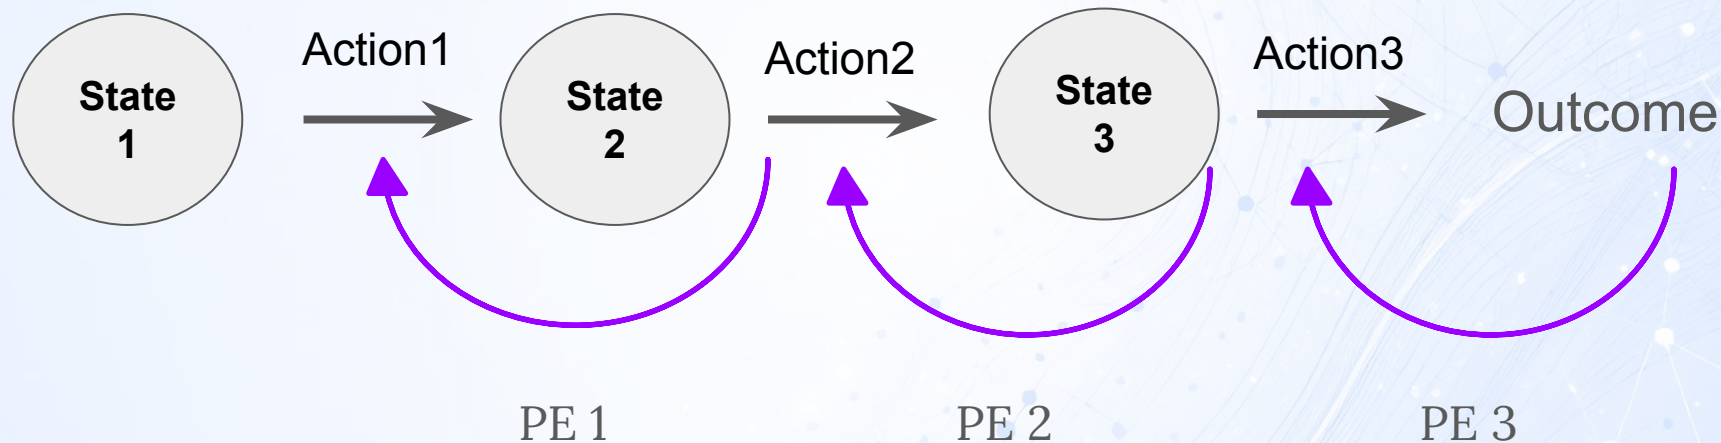 State
1
Action1
State
2
Action2
State
3
Action3
Outcome
PE 1
PE 2
PE 3